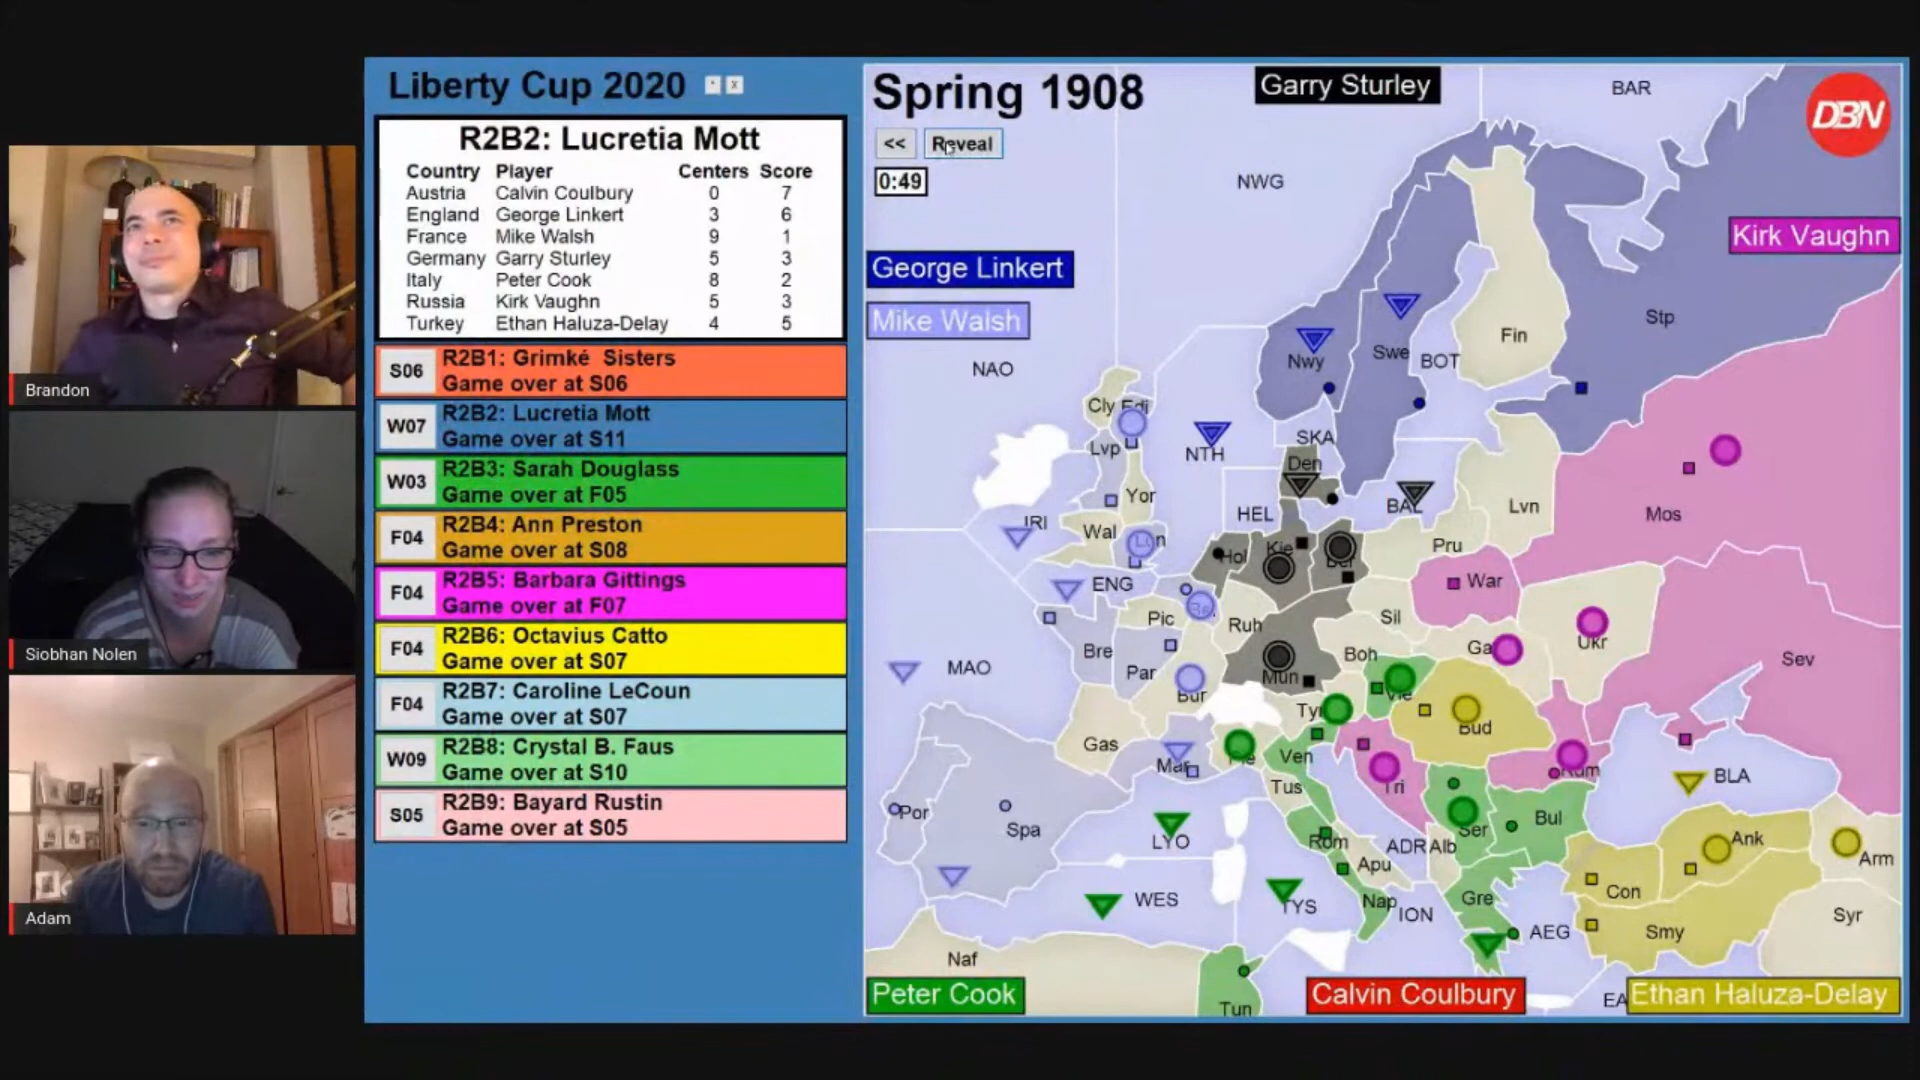 Liberty Cup 2020
R2B2: Lucretia Mott
Country Player Centers Score
Austria Calvin Coulbury 0 7
England George Linkert 3 6
France Mike Walsh 9 1
Germany Garry Sturley 5 3
Italy Peter Cook 8 2
Russia Kirk Vaughn 5 3
Turkey Ethan Haluza-Delay 4 5
S06 R2B1: Grimké Sisters
Game over at S06
W07 R2B2: Lucretia Mott
Game over at S11
W03 R2B3: Sarah Douglass
Game over at F05
F04 R2B4: Ann Preston
Game over at S08
F04 R2B5: Barbara Gittings
Game over at F07
F04 R2B6: Octavius Catto
Game over at S07
F04 R2B7: Caroline LeCoun
Game over at S07
W09 R2B8: Crystal B. Faus
Game over at S10
S05 R2B9: Bayard Rustin
Game over at S05
Brandon
Siobhan Nolen
Adam
Spring 1908
<< Reveal
0:49
Garry Sturley
BAR
DBN
NWG
Kirk Vaughn
George Linkert
Mike Walsh
Stp
Fin
NAO
Nwy
Swe
BOT
Cly
Edi
NTH
SKA
Lvp
Den
Yor
IRI
Wal
HEL
BAL
Lvn
Mos
Hol
Kie
Pru
ENG
War
Pic
Ruh
Sil
Ukr
Bre
Boh
Sev
MAO
Par
Mun
Bur
Vie
Tyr
Bud
Gas
Ven
Mar
Tri
Rum
BLA
Tus
Por
Spa
Ser
Bul
LYO
Rom
ADR
Alb
Ank
Apu
Arm
WES
TYS
Nap
ION
Gre
Con
AEG
Smy
Syr
Naf
Tun
Peter Cook
Calvin Coulbury
Ethan Haluza-Delay